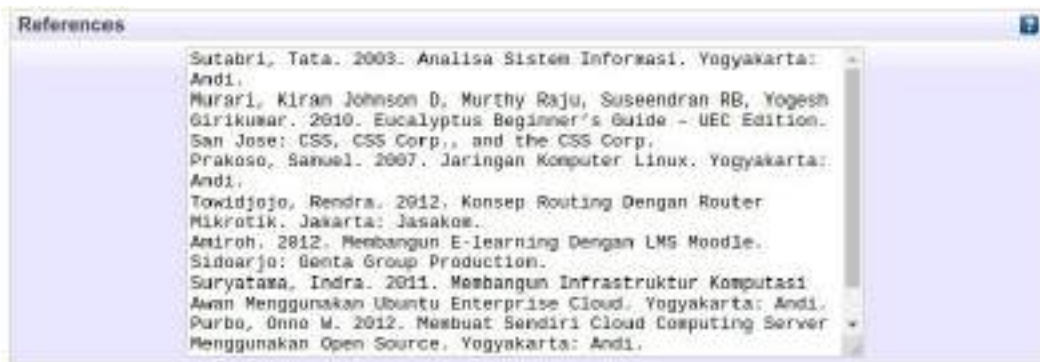 References
?
Sutabri, Tata. 2003. Analisa Sistem Informasi. Yogyakarta:
Andi.
Murari, Kiran Johnson D, Murthy Raju, Suseendran RB, Yogesh
Girikumar. 2010. Eucalyptus Beginner's Guide – UEC Edition.
San Jose: CSS, CSS Corp., and the CSS Corp.
Prakoso, Samuel. 2007. Jaringan Komputer Linux. Yogyakarta:
Andi.
Towidjojo, Rendra. 2012. Konsep Routing Dengan Router
Mikrotik. Jakarta: Jasakom.
Amiroh. 2012. Membangun E-learning Dengan LMS Moodle.
Sidoarjo: Genta Group Production.
Suryatama, Indra. 2011. Membangun Infrastruktur Komputasi
Awan Menggunakan Ubuntu Enterprise Cloud. Yogyakarta: Andi.
Purbo, Onno W. 2012. Membuat Sendiri Cloud Computing Server
Menggunakan Open Source. Yogyakarta: Andi.